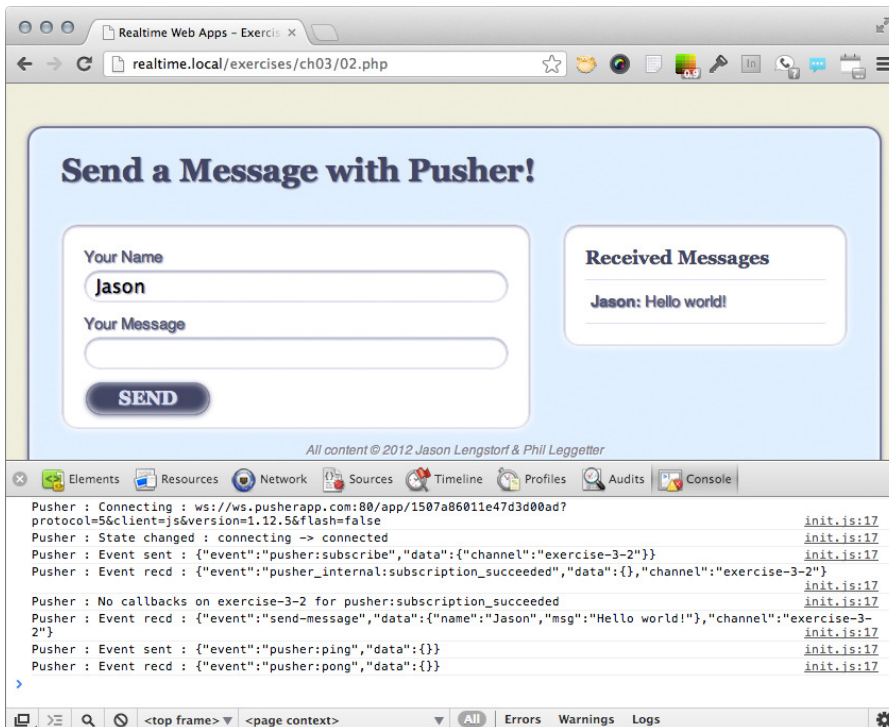 Realtime Web Apps – Exercis
realtime.local/exercises/ch03/02.php
0.9
In
?
Send a Message with Pusher!
Your Name
Jason
Your Message
SEND
Received Messages
Jason: Hello world!
All content © 2012 Jason Lengstorf & Phil Leggetter
Elements Resources Network Sources Timeline Profiles Audits Console
Pusher : Connecting : ws://ws.pusherapp.com:80/app/1507a86011e47d3d00ad?
protocol=5&client=js&version=1.12.5&flash=false init.js:17
Pusher : State changed : connecting -> connected init.js:17
Pusher : Event sent : {"event":"pusher:subscribe","data":{"channel":"exercise-3-2"}} init.js:17
Pusher : Event recd : {"event":"pusher_internal:subscription_succeeded","data":{},"channel":"exercise-3-2"}
init.js:17
Pusher : No callbacks on exercise-3-2 for pusher:subscription_succeeded init.js:17
Pusher : Event recd : {"event":"send-message","data":{"name":"Jason","msg":"Hello world!"},"channel":"exercise-3-
2"} init.js:17
Pusher : Event sent : {"event":"pusher:ping","data":{}} init.js:17
Pusher : Event recd : {"event":"pusher:pong","data":{}} init.js:17
>
<top frame> ▼ <page context> ▼ All Errors Warnings Logs